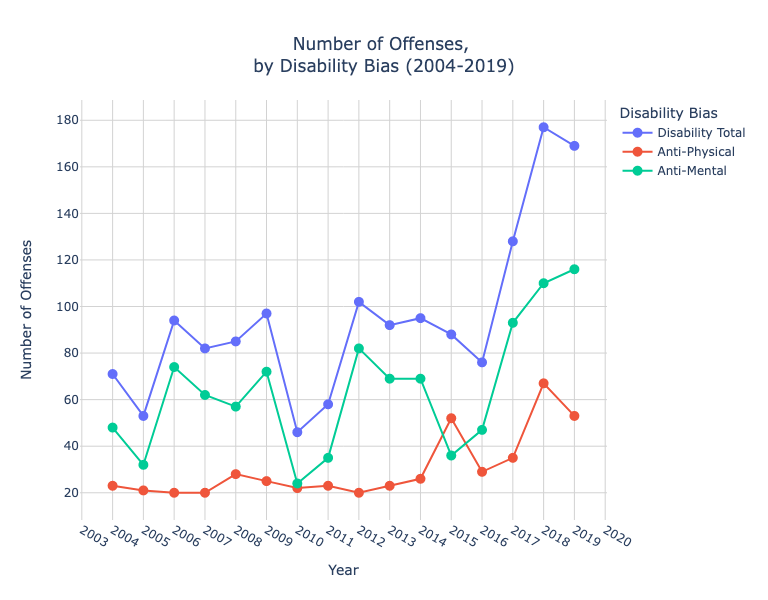 Number of Offenses,
by Disability Bias (2004-2019)
Disability Bias
Disability Total
Anti-Physical
Anti-Mental
Number of Offenses
180
160
140
120
100
80
60
40
20
2003 2004 2005 2006 2007 2008 2009 2010 2011 2012 2013 2014 2015 2016 2017 2018 2019 2020
Year